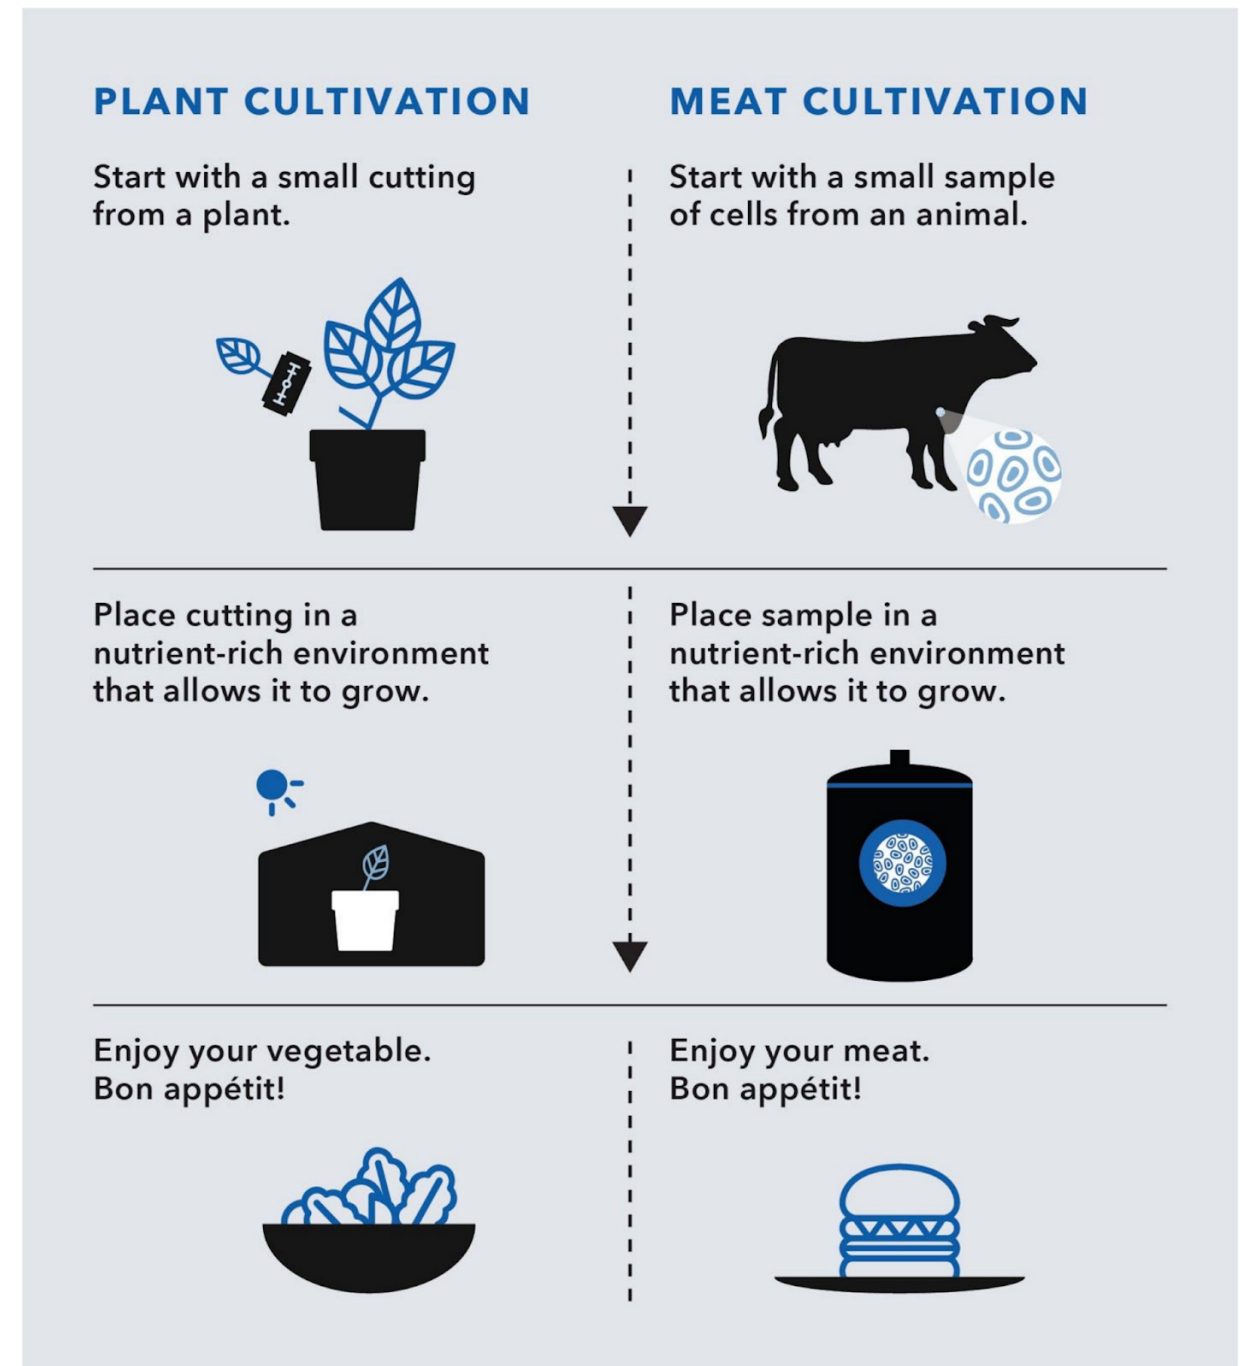 PLANT CULTIVATION
Start with a small cutting
from a plant.
Place cutting in a
nutrient-rich environment
that allows it to grow.
Enjoy your vegetable.
Bon appétit!
MEAT CULTIVATION
Start with a small sample
of cells from an animal.
Place sample in a
nutrient-rich environment
that allows it to grow.
Enjoy your meat.
Bon appétit!